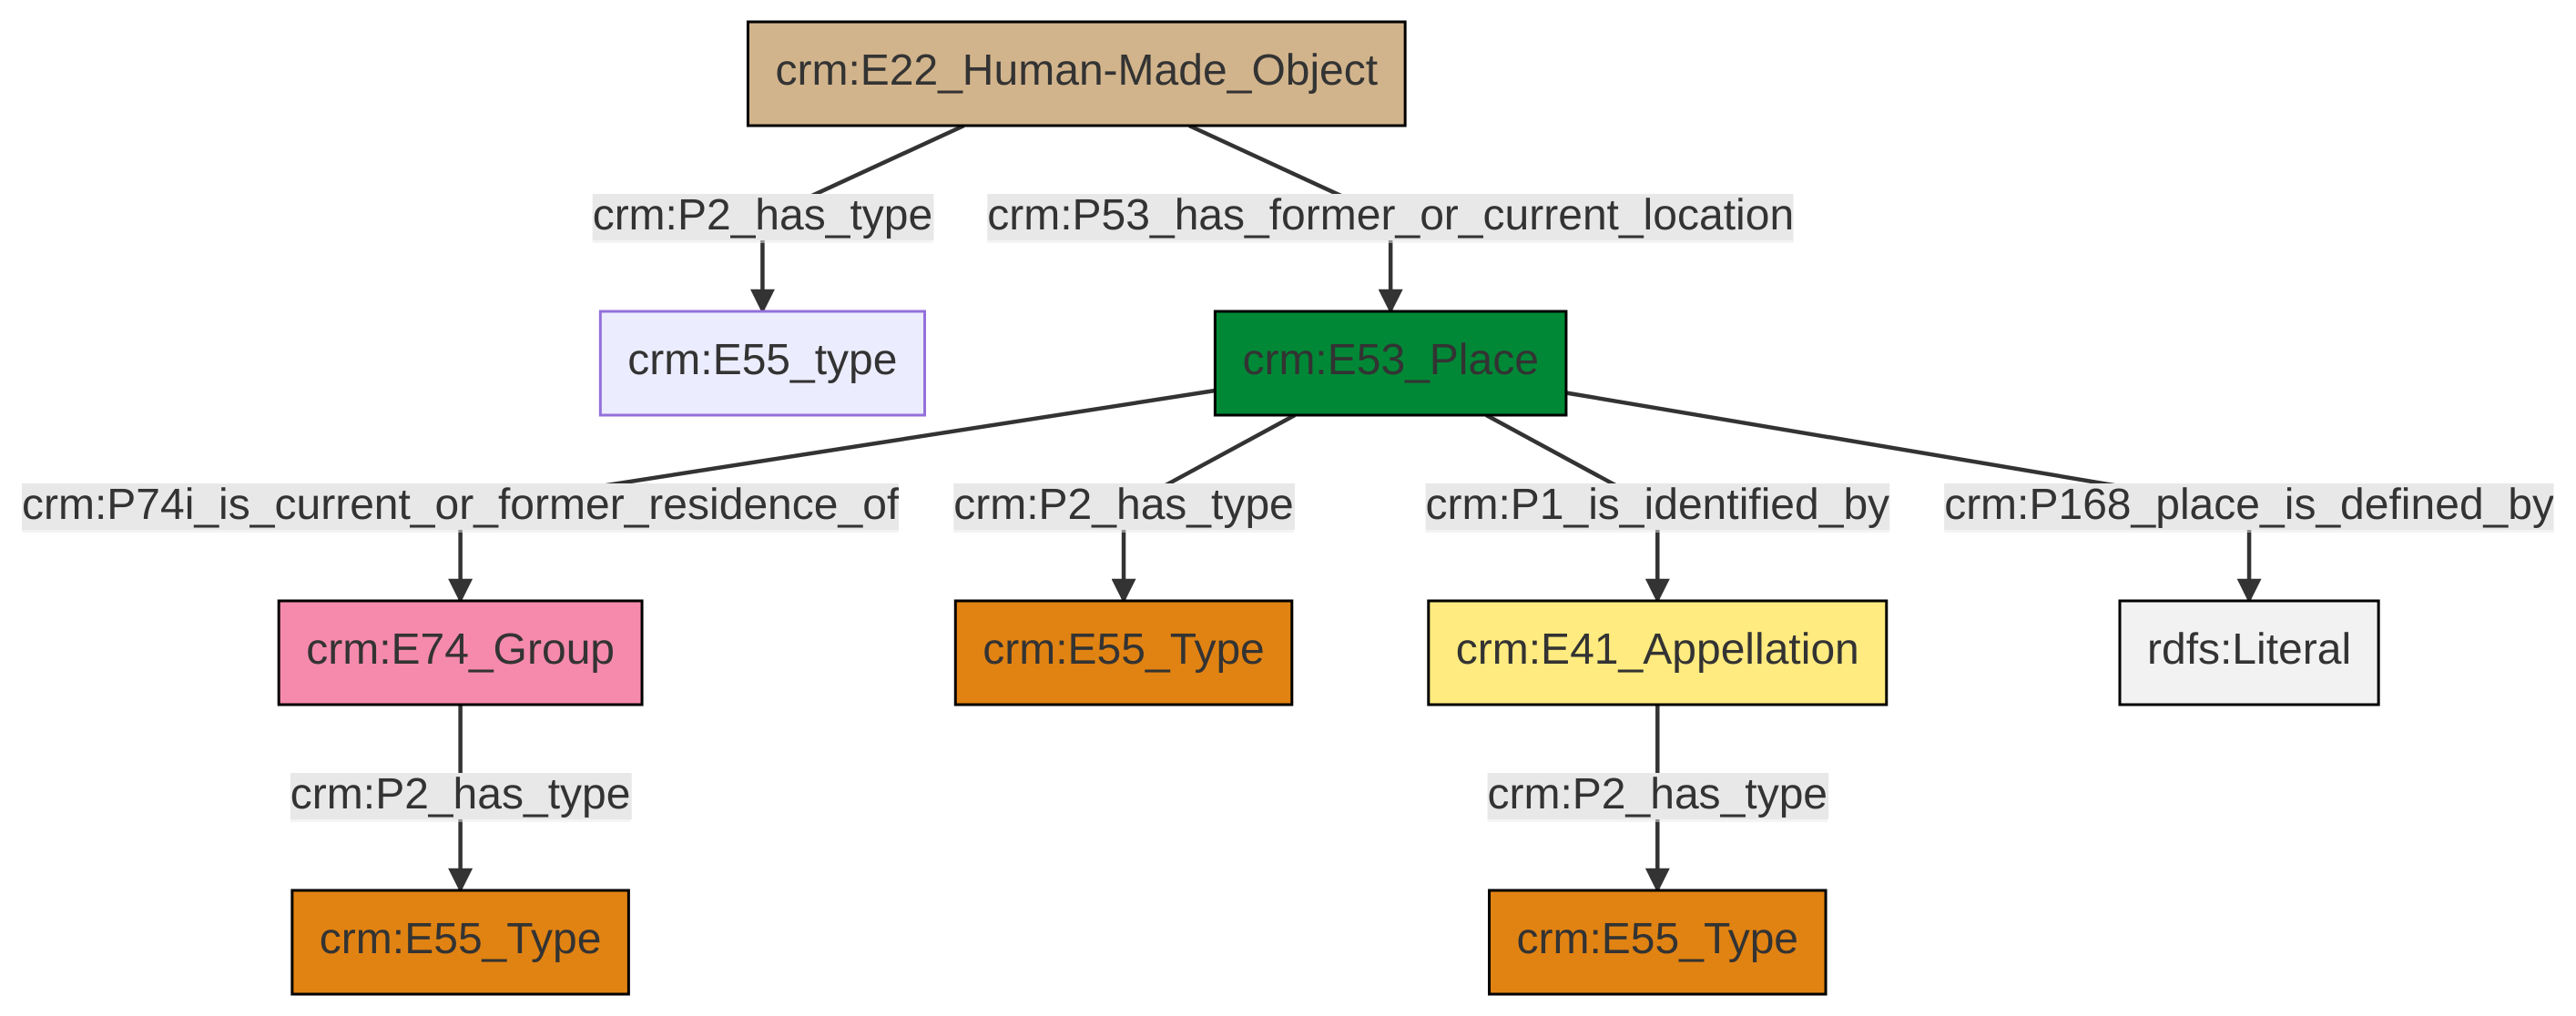 crm:E22_Human-Made_Object
crm:P2_has_type
crm:P53_has_former_or_current_location
crm:E55_type
crm:E53_Place
crm:P74i_is_current_or_former_residence_of
crm:P2_has_type
crm:P1_is_identified_by
crm:P168_place_is_defined_by
crm:E74_Group
crm:E55_Type
crm:E41_Appellation
rdfs:Literal
crm:P2_has_type
crm:P2_has_type
crm:E55_Type
crm:E55_Type